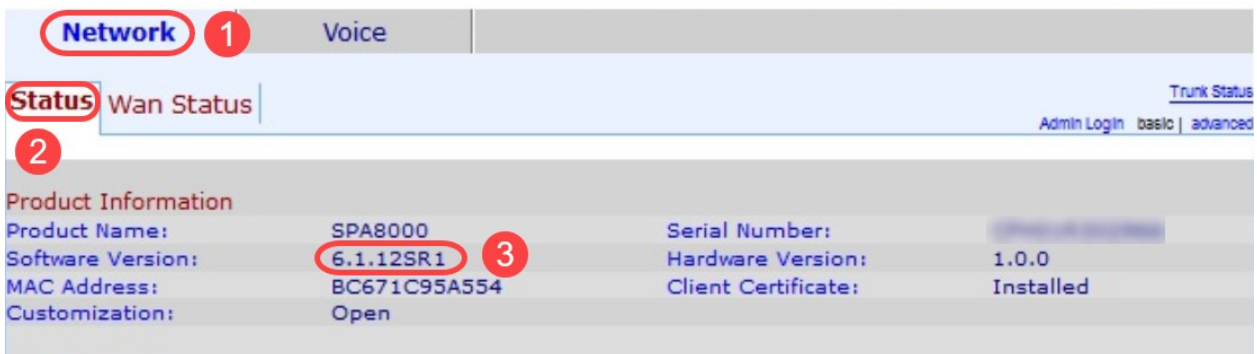 Network 1 Voice
Status Wan Status
Trunk Status
Admin Login basic | advanced
2
Product Information
Product Name: SPA8000 Serial Number:
Software Version: 6.1.12SR1 3 Hardware Version: 1.0.0
MAC Address: BC671C95A554 Client Certificate: Installed
Customization: Open